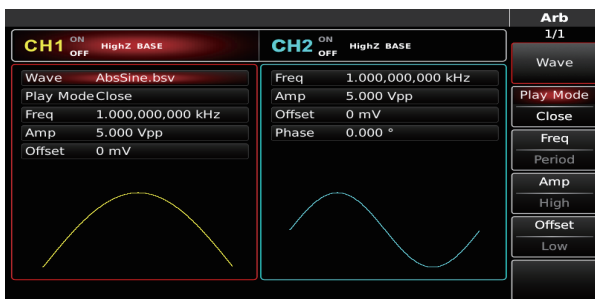 Arb
1/1
CH1 ON OFF HighZ BASE
CH2 ON OFF HighZ BASE
Wave AbsSine.bsv
Play Mode Close
Freq 1.000,000,000 kHz
Amp 5.000 Vpp
Offset 0 mV
Freq 1.000,000,000 kHz
Amp 5.000 Vpp
Offset 0 mV
Phase 0.000 °
Wave
Play Mode
Close
Freq
Period
Amp
High
Offset
Low